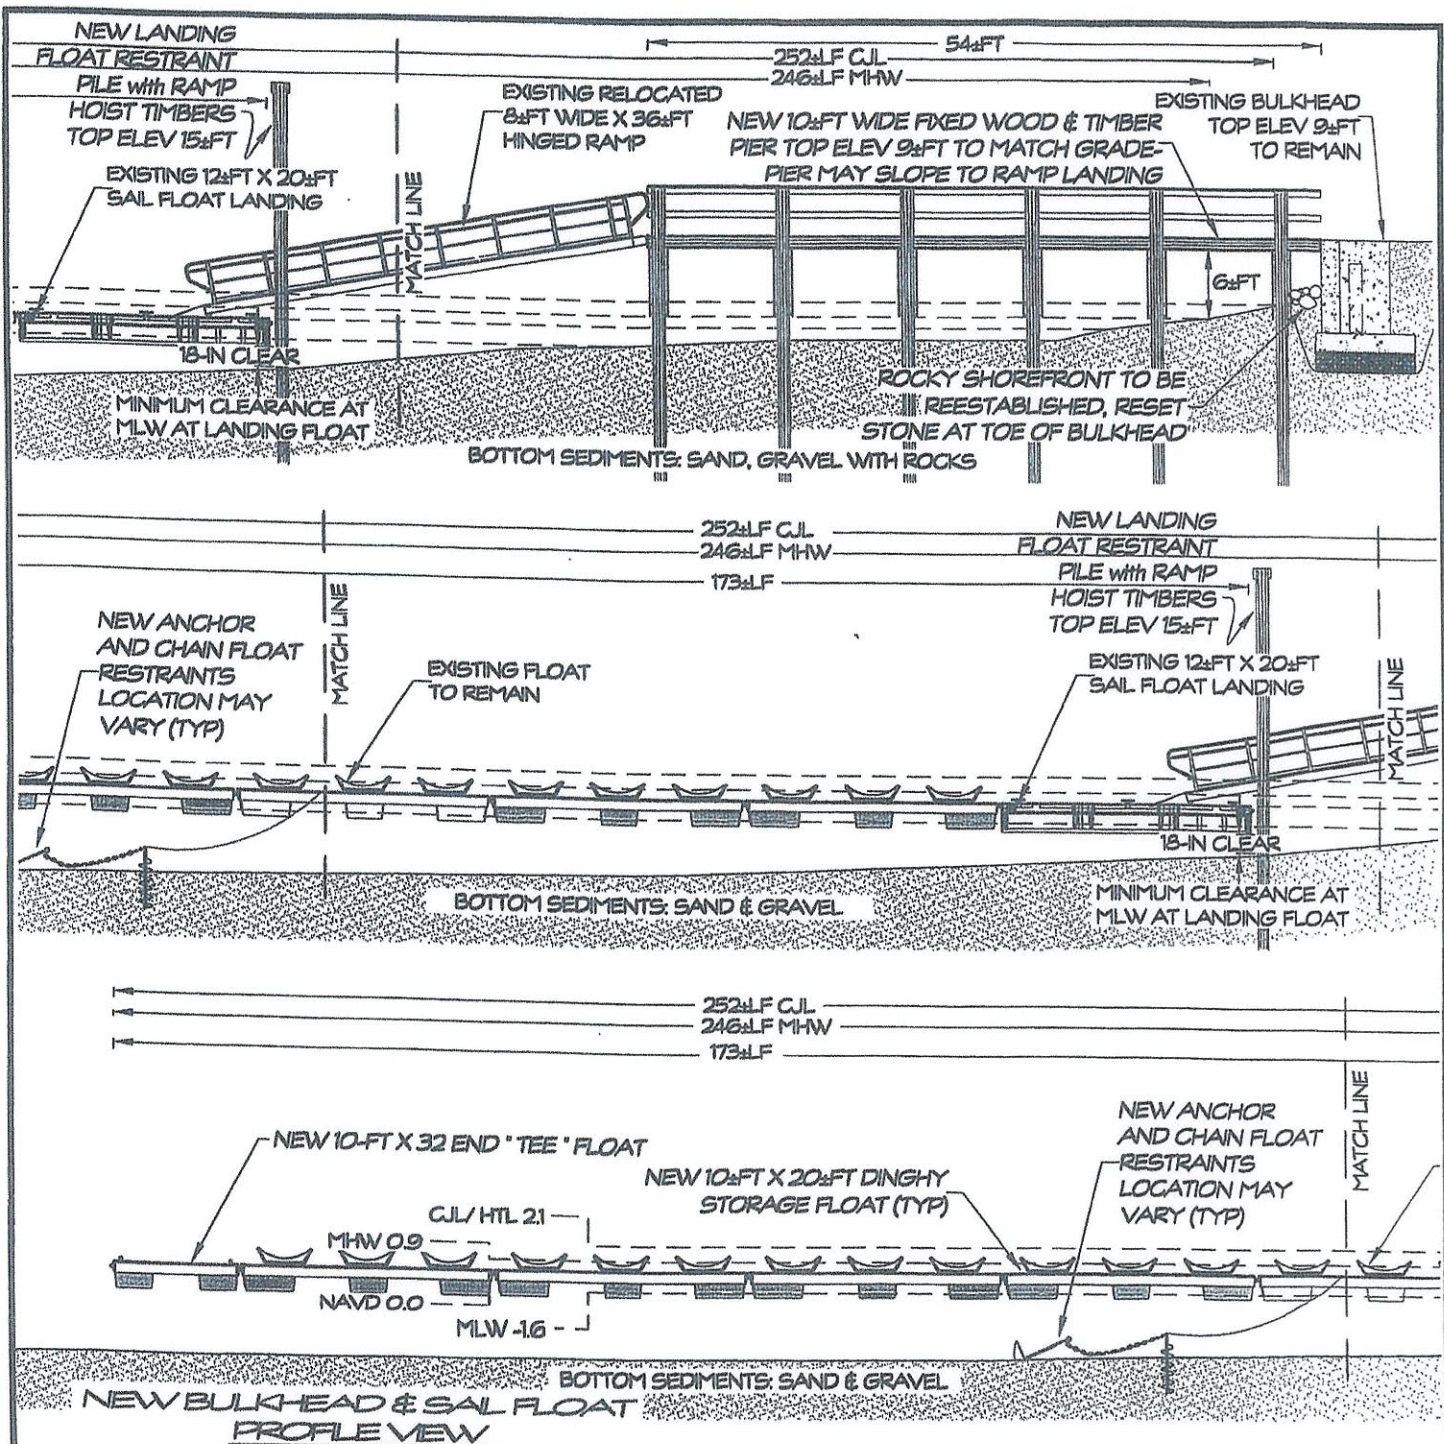 NEW LANDING
FLOAT RESTRAINT
PILE with RAMP
HOIST TIMBERS
TOP ELEV 15±FT
EXISTING 12±FT X 20±FT
SAIL FLOAT LANDING
54±FT
252±LF CJL
246±LF MHW
EXISTING RELOCATED
8±FT WIDE X 36±FT
HINGED RAMP
MATCH LINE
NEW 10±FT WIDE FIXED WOOD & TIMBER
PIER TOP ELEV 9±FT TO MATCH GRADE-
PIER MAY SLOPE TO RAMP LANDING
EXISTING BULKHEAD
TOP ELEV 9±FT
TO REMAIN
6±FT
18-IN CLEAR
MINIMUM CLEARANCE AT
MLW AT LANDING FLOAT
ROCKY SHOREFRONT TO BE
REESTABLISHED, RESET
STONE AT TOE OF BULKHEAD
BOTTOM SEDIMENTS: SAND, GRAVEL WITH ROCKS
252±LF CJL
246±LF MHW
173±LF
NEW LANDING
FLOAT RESTRAINT
PILE with RAMP
HOIST TIMBERS
TOP ELEV 15±FT
NEW ANCHOR
AND CHAIN FLOAT
RESTRAINTS
LOCATION MAY
VARY (TYP)
MATCH LINE
EXISTING FLOAT
TO REMAIN
EXISTING 12±FT X 20±FT
SAIL FLOAT LANDING
MATCH LINE
18-IN CLEAR
BOTTOM SEDIMENTS: SAND & GRAVEL
MINIMUM CLEARANCE AT
MLW AT LANDING FLOAT
252±LF CJL
246±LF MHW
173±LF
NEW 10-FT X 32 END "TEE" FLOAT
NEW 10±FT X 20±FT DINGHY
STORAGE FLOAT (TYP)
NEW ANCHOR
AND CHAIN FLOAT
RESTRAINTS
LOCATION MAY
VARY (TYP)
MATCH LINE
CJL/ HTL 2.1
MHW 0.9
NAVD 0.0
MLW -1.6
BOTTOM SEDIMENTS: SAND & GRAVEL
NEW BULKHEAD & SAIL FLOAT
PROFILE VIEW